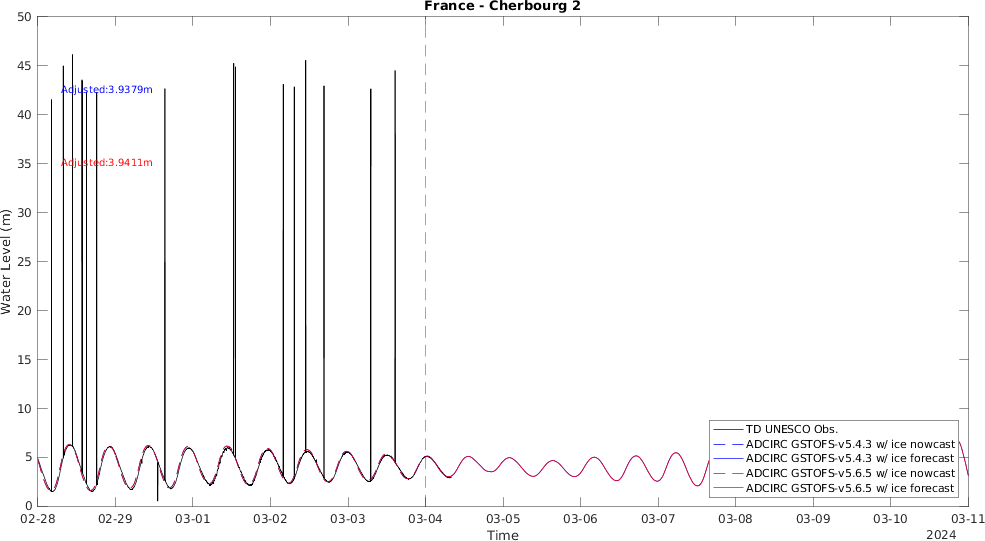 France - Cherbourg 2
Water Level (m)
50
45
40
35
30
25
20
15
10
5
0
Adjusted:3.9379m
Adjusted:3.9411m
TD UNESCO Obs.
ADCIRC GSTOFS-v5.4.3 w/ ice nowcast
ADCIRC GSTOFS-v5.4.3 w/ ice forecast
ADCIRC GSTOFS-v5.6.5 w/ ice nowcast
ADCIRC GSTOFS-v5.6.5 w/ ice forecast
02-28 02-29 03-01 03-02 03-03 03-04 03-05 03-06 03-07 03-08 03-09 03-10 03-11
Time
2024